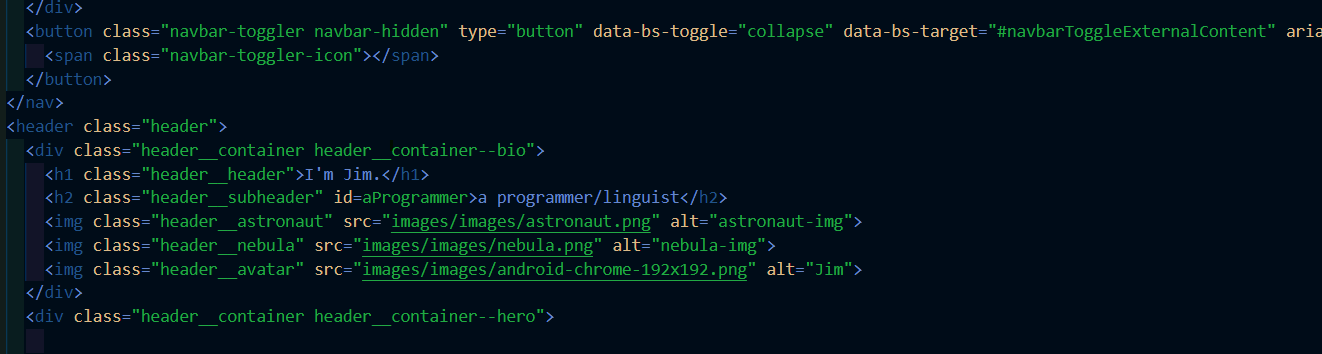 </div>
<button class="navbar-toggler navbar-hidden" type="button" data-bs-toggle="collapse" data-bs-target="#navbarToggleExternalContent" aria
<span class="navbar-toggler-icon"></span>
</button>
</nav>
<header class="header">
<div class="header__container header__container--bio">
<h1 class="header__header">I'm Jim.</h1>
<h2 class="header__subheader" id=aProgrammer>a programmer/linguist</h2>
<img class="header__astronaut" src="images/images/astronaut.png" alt="astronaut-img">
<img class="header__nebula" src="images/images/nebula.png" alt="nebula-img">
<img class="header__avatar" src="images/images/android-chrome-192x192.png" alt="Jim">
</div>
<div class="header__container header__container--hero">